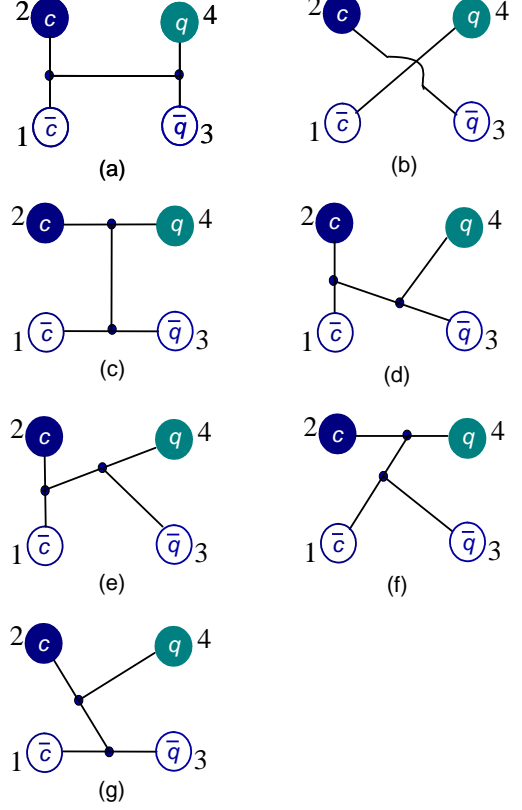 2 c q 4
1 c̅ q̅ 3
(a)
2 c q 4
1 c̅ q̅ 3
(b)
2 c q 4
1 c̅ q̅ 3
(c)
2 c q 4
1 c̅ q̅ 3
(d)
2 c q 4
1 c̅ q̅ 3
(e)
2 c q 4
1 c̅ q̅ 3
(f)
2 c q 4
1 c̅ q̅ 3
(g)